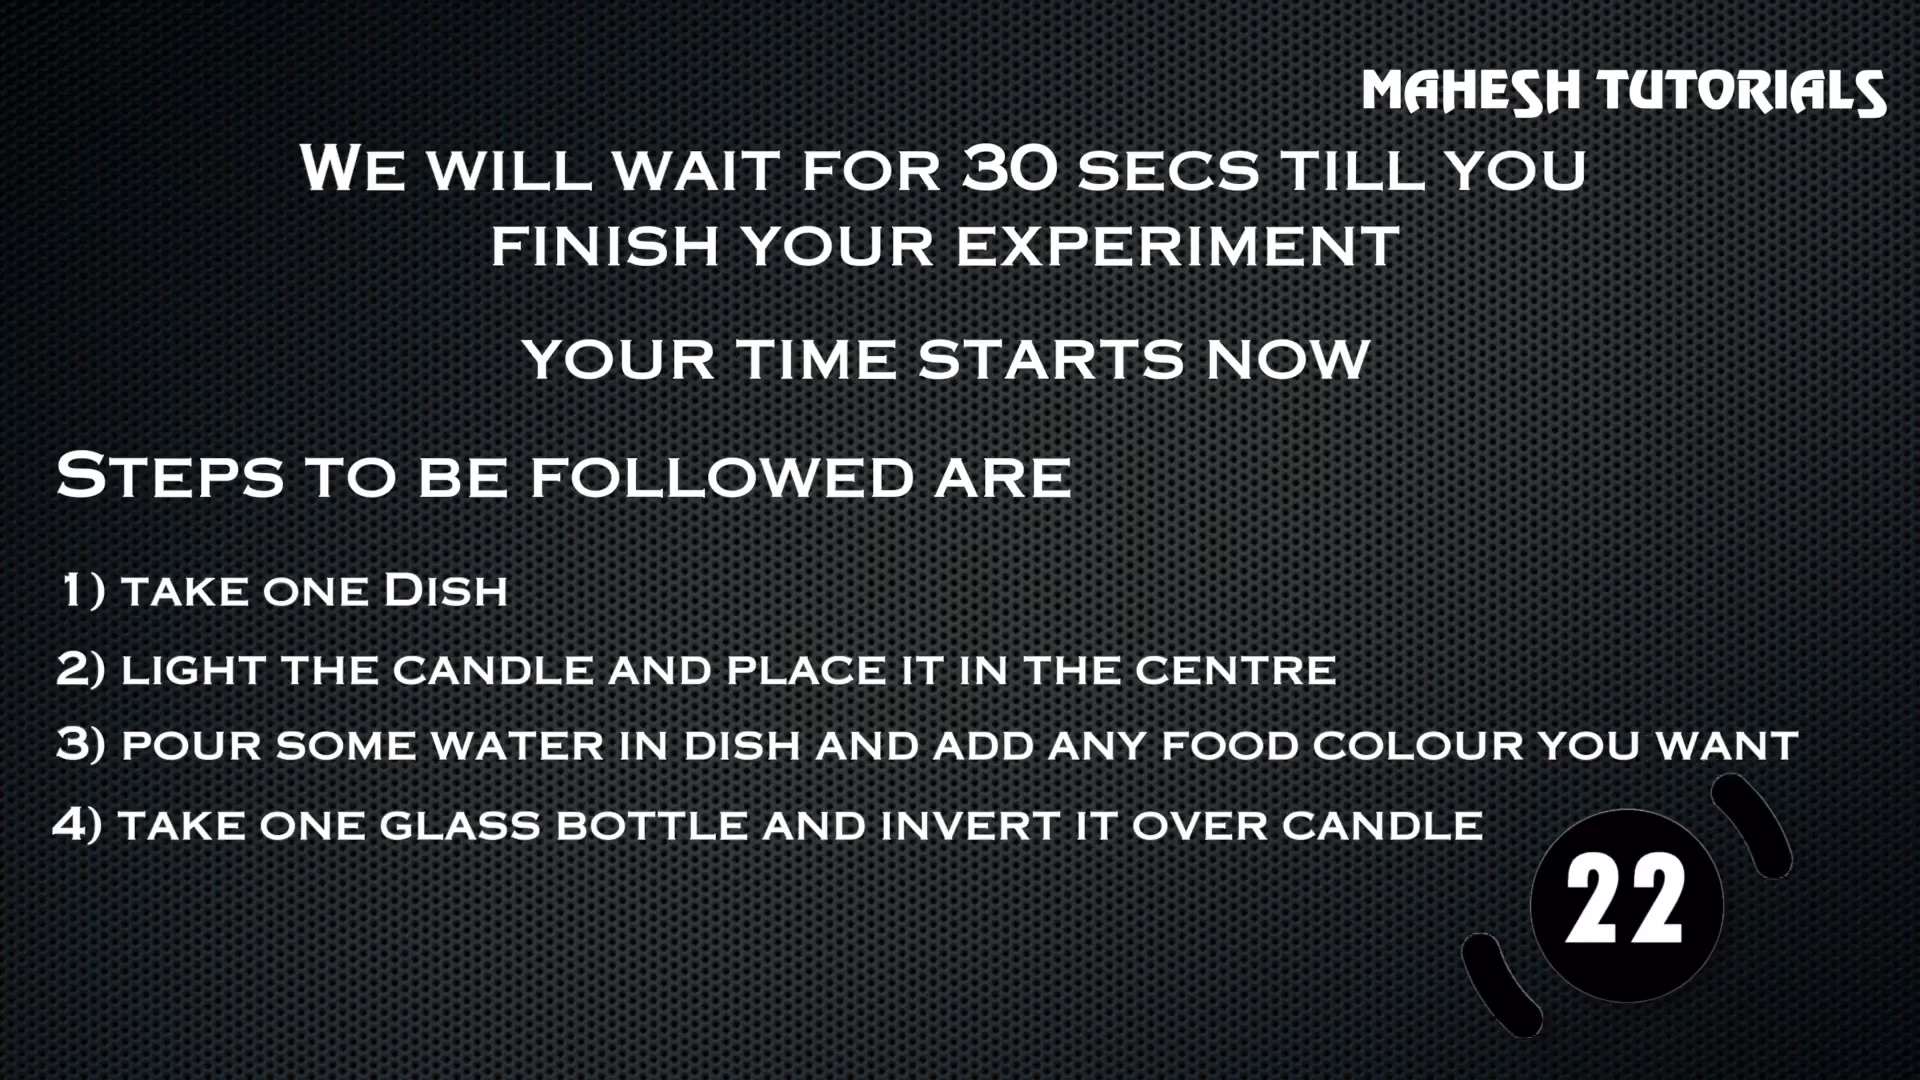 MAHESH TUTORIALS
WE WILL WAIT FOR 30 SECS TILL YOU
FINISH YOUR EXPERIMENT
YOUR TIME STARTS NOW
STEPS TO BE FOLLOWED ARE
1) TAKE ONE DISH
2) LIGHT THE CANDLE AND PLACE IT IN THE CENTRE
3) POUR SOME WATER IN DISH AND ADD ANY FOOD COLOUR YOU WANT
4) TAKE ONE GLASS BOTTLE AND INVERT IT OVER CANDLE
22